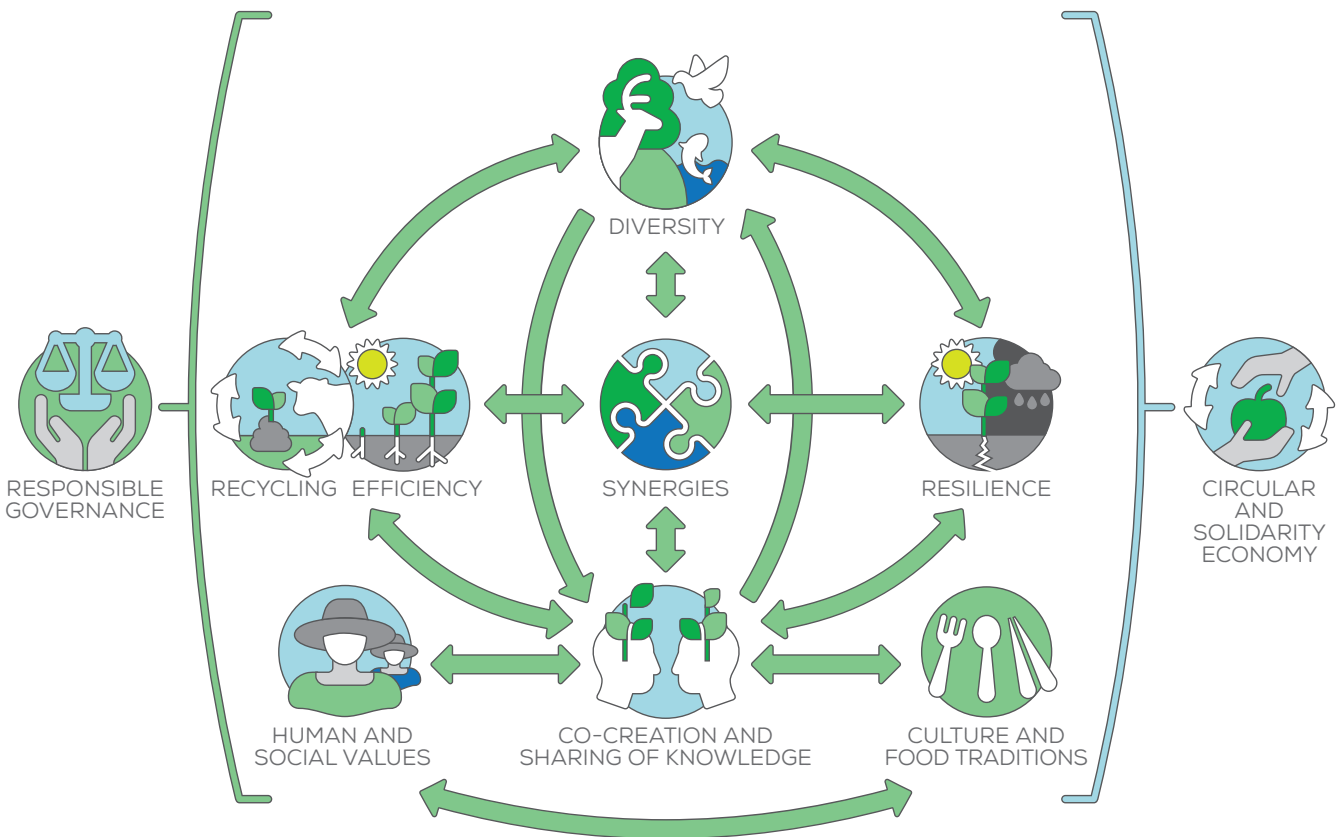 DIVERSITY
RESPONSIBLE
GOVERNANCE
RECYCLING
EFFICIENCY
SYNERGIES
RESILIENCE
CIRCULAR
AND
SOLIDARITY
ECONOMY
HUMAN AND
SOCIAL VALUES
CO-CREATION AND
SHARING OF KNOWLEDGE
CULTURE AND
FOOD TRADITIONS